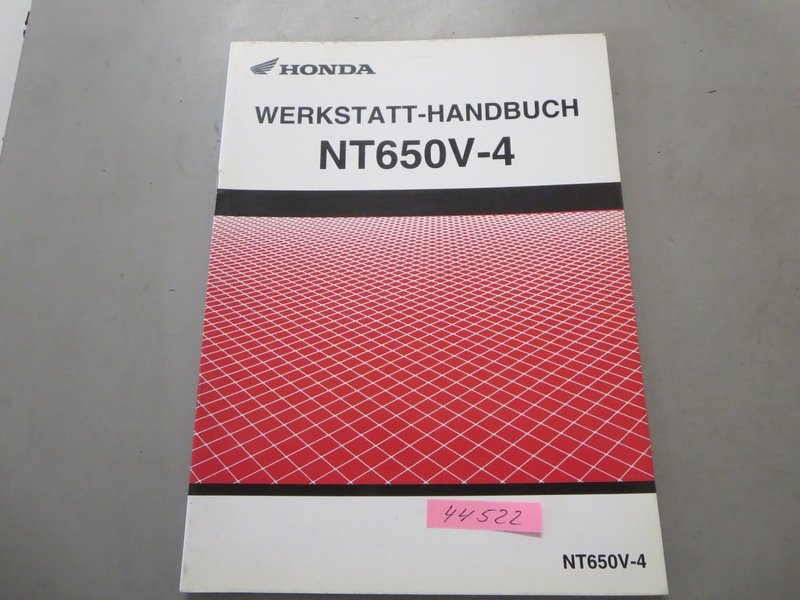 HONDA
WERKSTATT-HANDBUCH
NT650V-4
44522
NT650V-4